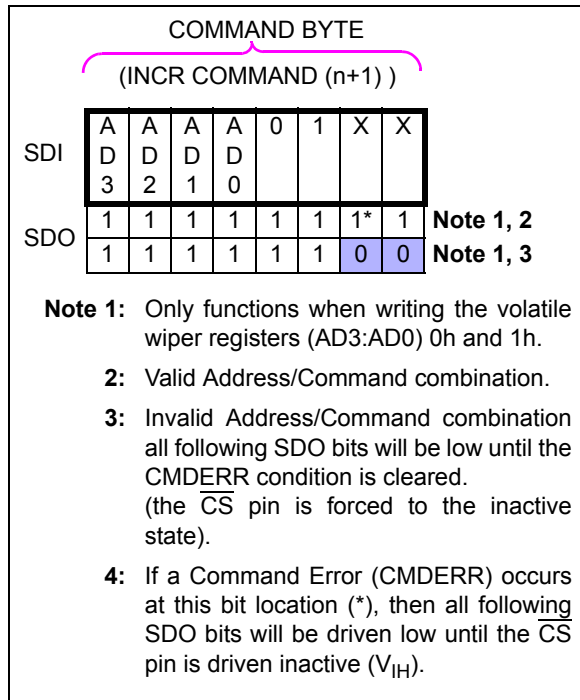 COMMAND BYTE
(INCR COMMAND (n+1) )
SDI A D 3 A D 2 A D 1 A D 0 0 1 X X
SDO
1 1 1 1 1 1 1* 1 Note 1, 2
1 1 1 1 1 1 0 0 Note 1, 3
Note 1: Only functions when writing the volatile
wiper registers (AD3:AD0) 0h and 1h.
2: Valid Address/Command combination.
3: Invalid Address/Command combination
all following SDO bits will be low until the
CMDERR condition is cleared.
(the CS pin is forced to the inactive
state).
4: If a Command Error (CMDERR) occurs
at this bit location (*), then all following
SDO bits will be driven low until the CS
pin is driven inactive (VIH).